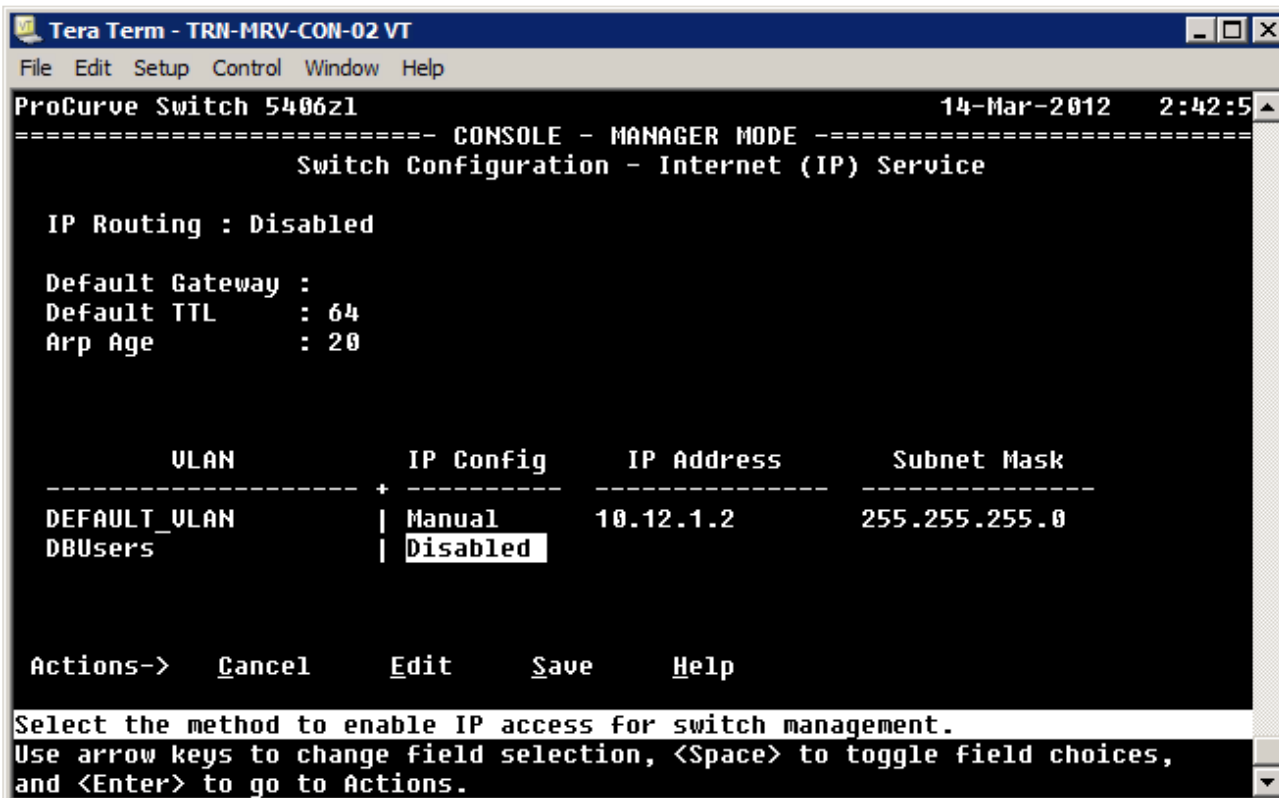 Tera Term - TRN-MRV-CON-02 VT
File Edit Setup Control Window Help
ProCurve Switch 5406zl 14-Mar-2012 2:42:5
==========================- CONSOLE - MANAGER MODE -===========================
Switch Configuration - Internet (IP) Service
IP Routing : Disabled
Default Gateway :
Default TTL : 64
Arp Age : 20
VLAN IP Config IP Address Subnet Mask
-------------------- + ---------- --------------- ---------------
DEFAULT_VLAN | Manual 10.12.1.2 255.255.255.0
DBUsers | Disabled
Actions-> Cancel Edit Save Help
Select the method to enable IP access for switch management.
Use arrow keys to change field selection, <Space> to toggle field choices,
and <Enter> to go to Actions.